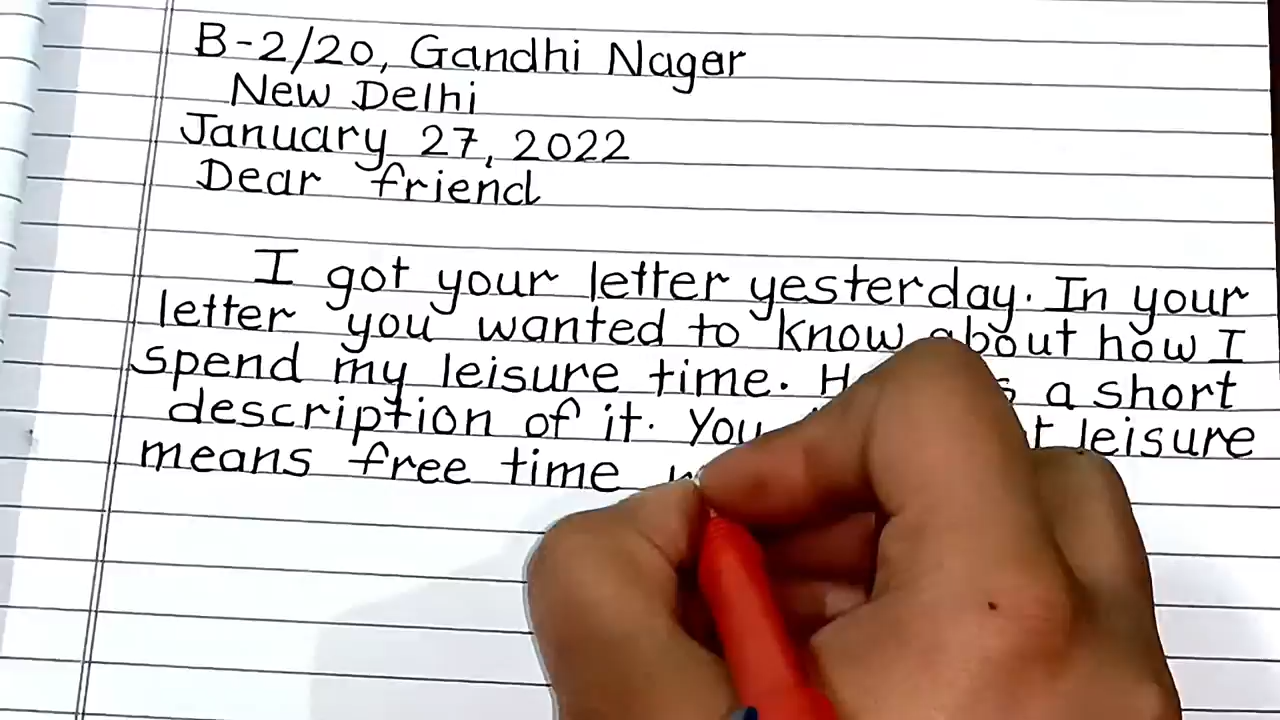 B-2/20, Gandhi Nagar
New Delhi
January 27, 2022
Dear friend
I got your letter yesterday. In your
letter you wanted to know about how I
spend my leisure time. a short
description of it. You leisure
means free time